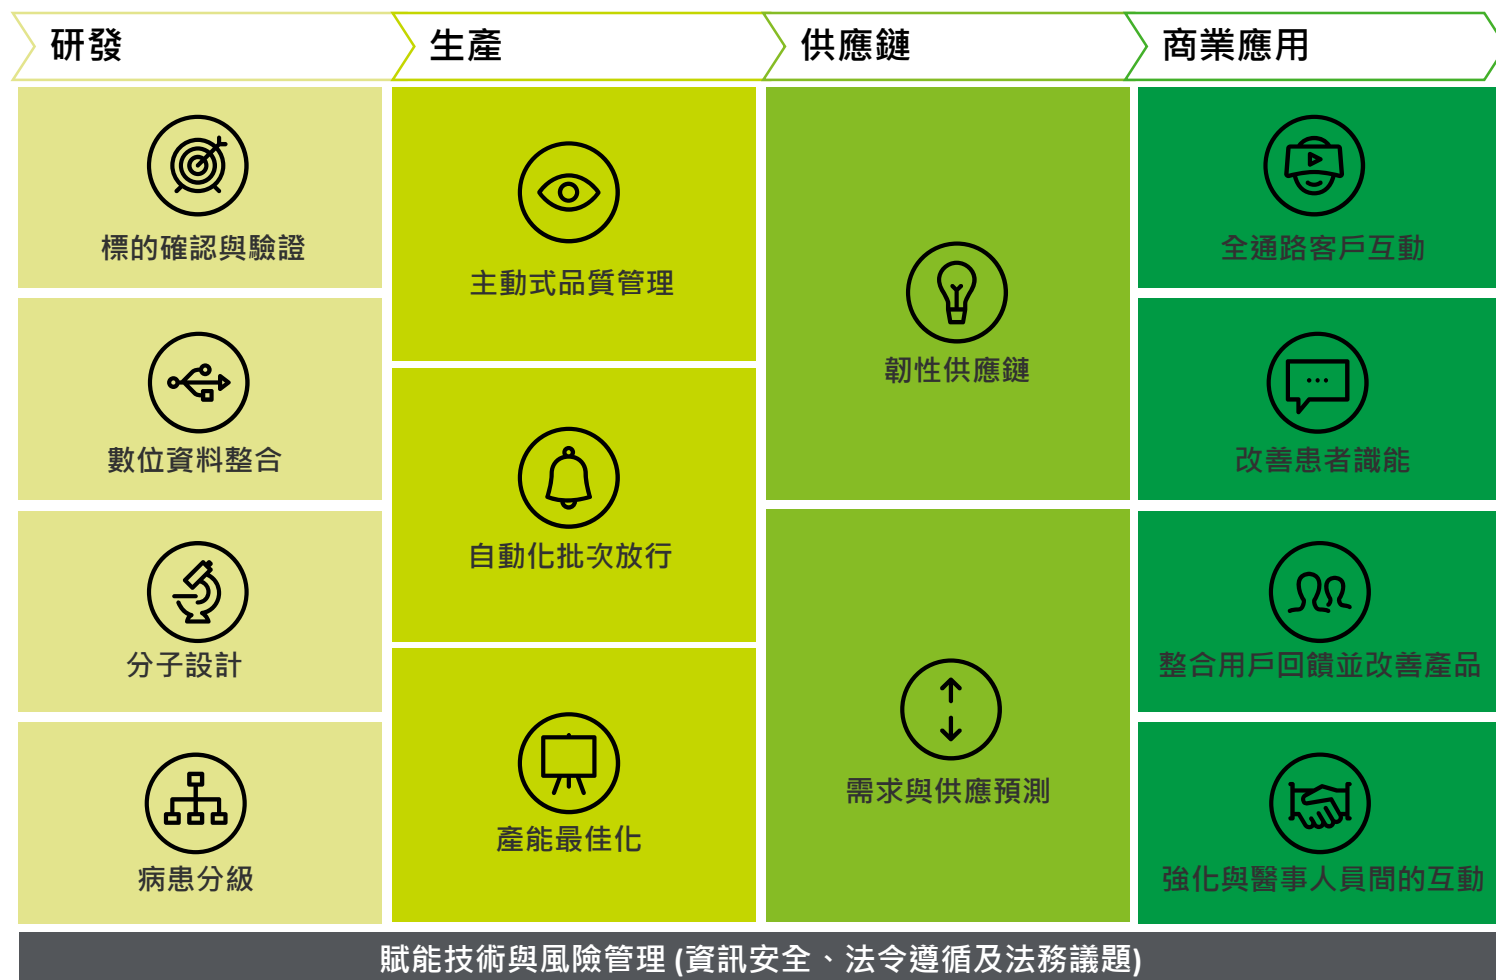 研發
生產
供應鏈
商業應用
標的確認與驗證
數位資料整合
分子設計
病患分級
主動式品質管理
自動化批次放行
產能最佳化
韌性供應鏈
需求與供應預測
全通路客戶互動
改善患者識能
整合用戶回饋並改善產品
強化與醫事人員間的互動
賦能技術與風險管理 (資訊安全、法令遵循及法務議題)